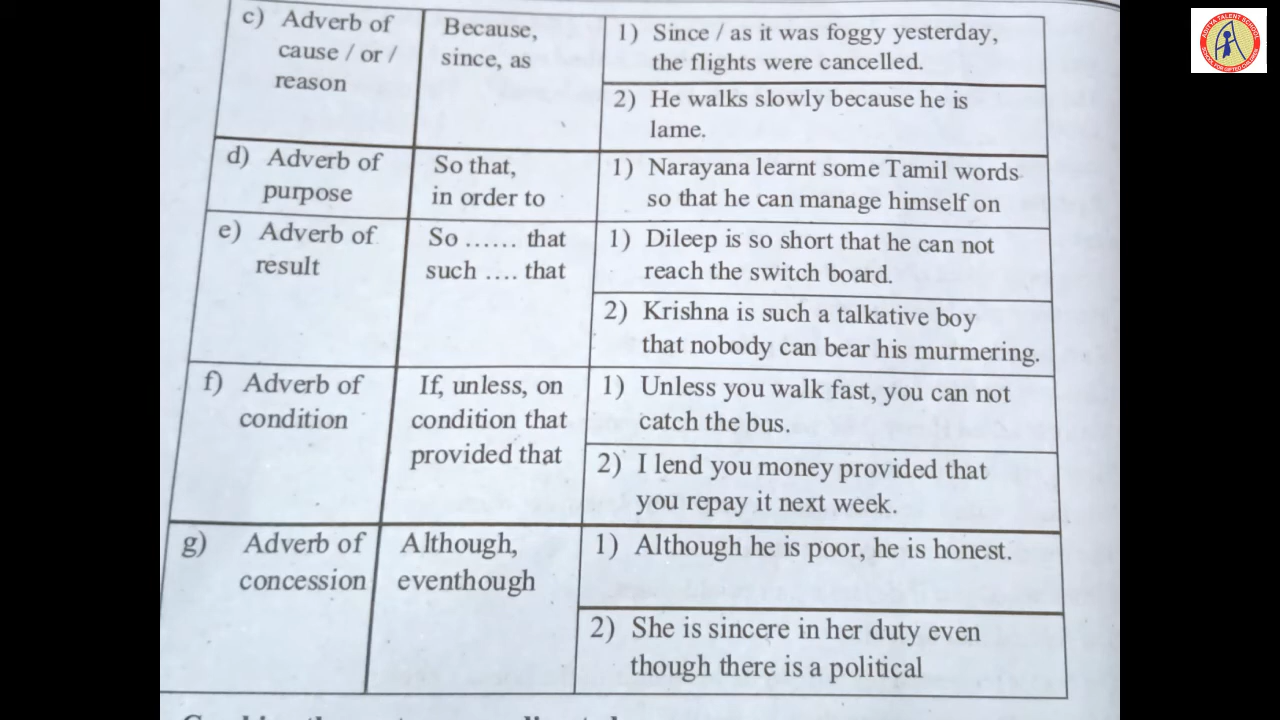 c) Adverb of
cause / or /
reason
Because,
since, as
1) Since / as it was foggy yesterday,
the flights were cancelled.
2) He walks slowly because he is
lame.
d) Adverb of
purpose
So that,
in order to
1) Narayana learnt some Tamil words
so that he can manage himself on
e) Adverb of
result
So ...... that
such .... that
1) Dileep is so short that he can not
reach the switch board.
2) Krishna is such a talkative boy
that nobody can bear his murmering.
f) Adverb of
condition
If, unless, on
condition that
provided that
1) Unless you walk fast, you can not
catch the bus.
2) I lend you money provided that
you repay it next week.
g) Adverb of
concession
Although,
eventhough
1) Although he is poor, he is honest.
2) She is sincere in her duty even
though there is a political